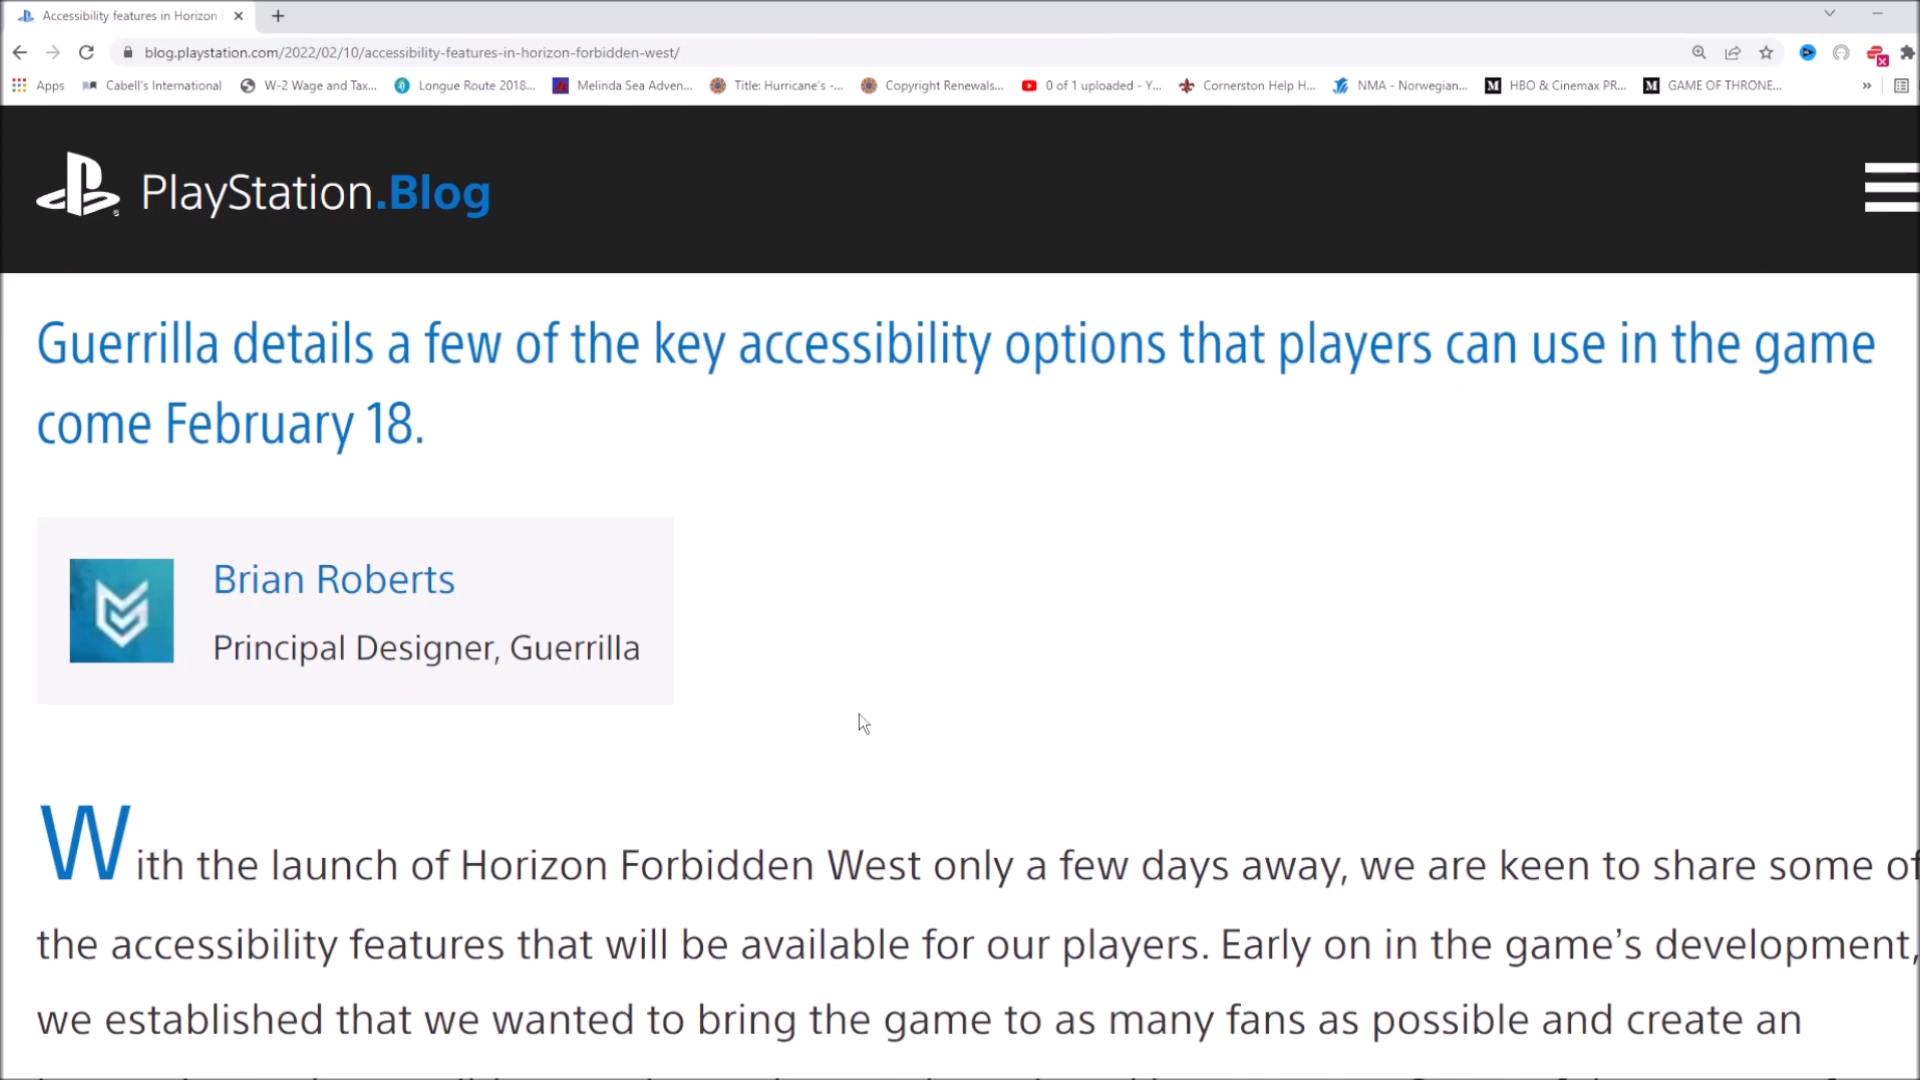 Accessibility features in Horizon
blog.playstation.com/2022/02/10/accessibility-features-in-horizon-forbidden-west/
Apps Cabell's International W-2 Wage and Tax... Longue Route 2018... Melinda Sea Adven... Title: Hurricane's -... Copyright Renewals... 0 of 1 uploaded - Y... Cornerston Help H... NMA - Norwegian... HBO & Cinemax PR... GAME OF THRONE... »
PlayStation.Blog
Guerrilla details a few of the key accessibility options that players can use in the game
come February 18.
Brian Roberts
Principal Designer, Guerrilla
With the launch of Horizon Forbidden West only a few days away, we are keen to share some of
the accessibility features that will be available for our players. Early on in the game’s development,
we established that we wanted to bring the game to as many fans as possible and create an